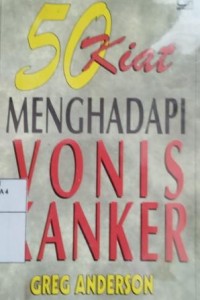 50 Kiat
MENGHADAPI
VONIS
KANKER
GREG ANDERSON